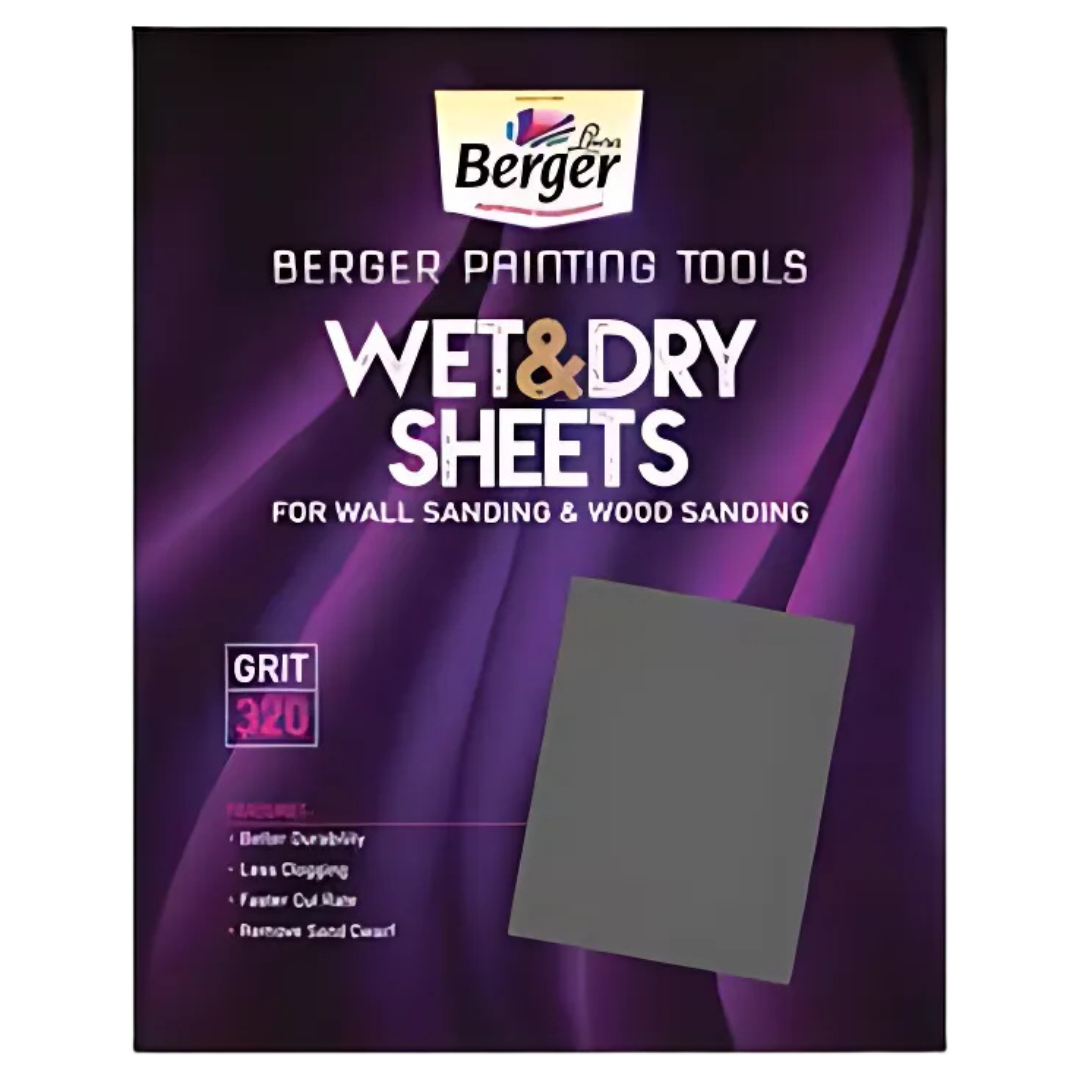 Berger
BERGER PAINTING TOOLS
WET & DRY
SHEETS
FOR WALL SANDING & WOOD SANDING
GRIT
320
• Better Durability
• Less Clogging
• Faster Cut Rate